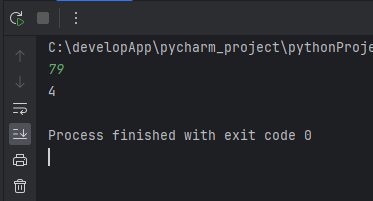 C:\developApp\pycharm_project\pythonProje
79
4
Process finished with exit code 0